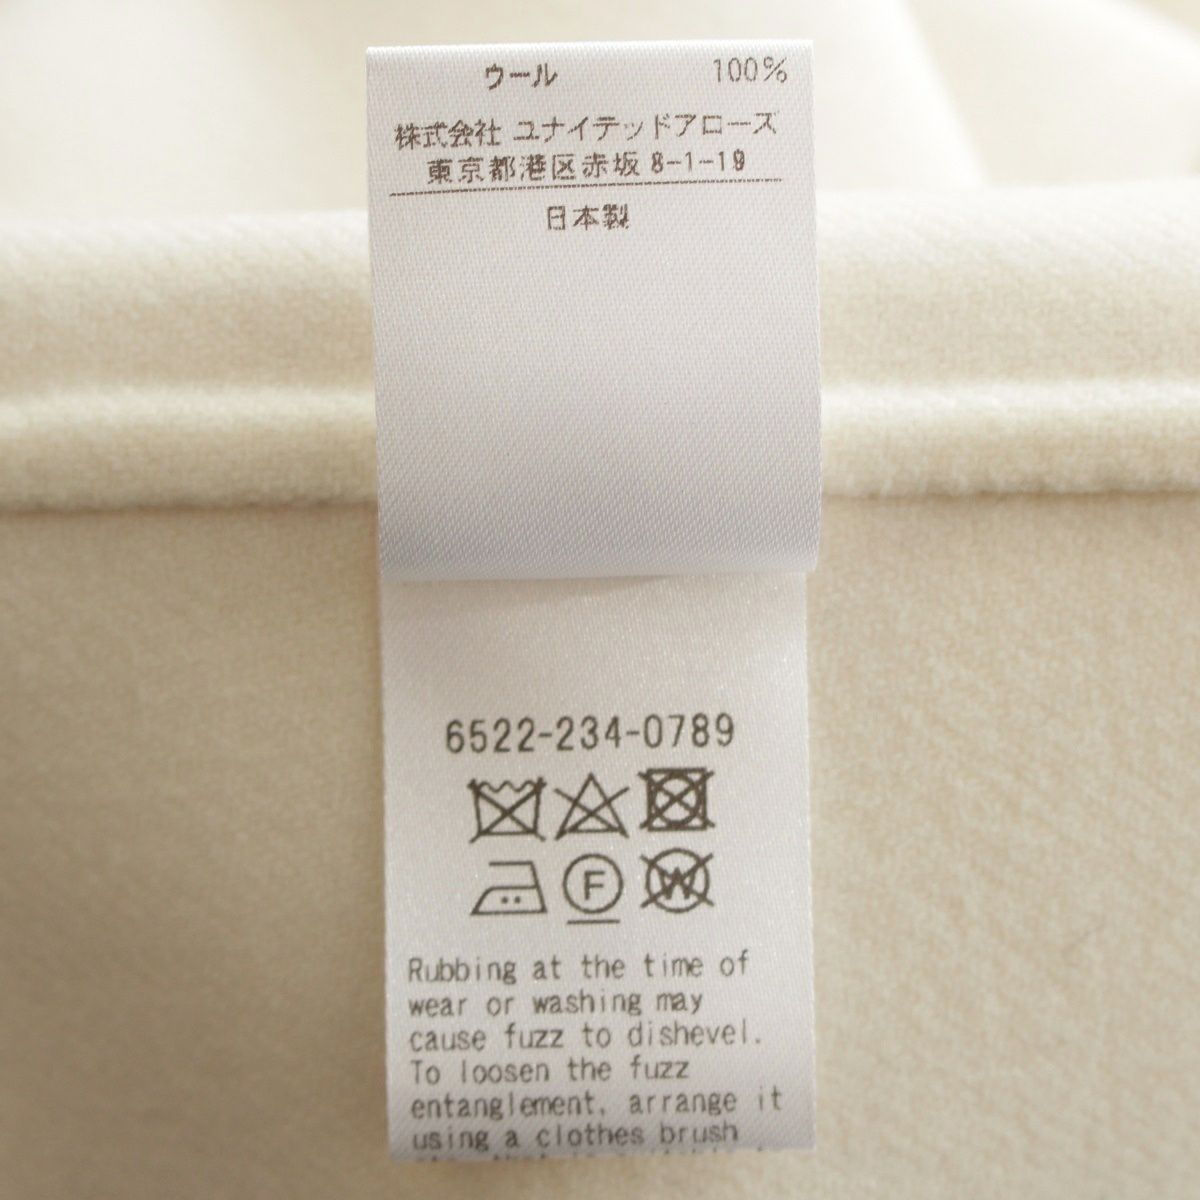 ウール 100%
株式会社 ユナイテッドアローズ
東京都港区赤坂 8-1-19
日本製
6522-234-0789
F
W
Rubbing at the time of
wear or washing may
cause fuzz to dishevel.
To loosen the fuzz
entanglement, arrange it
using a clothes brush